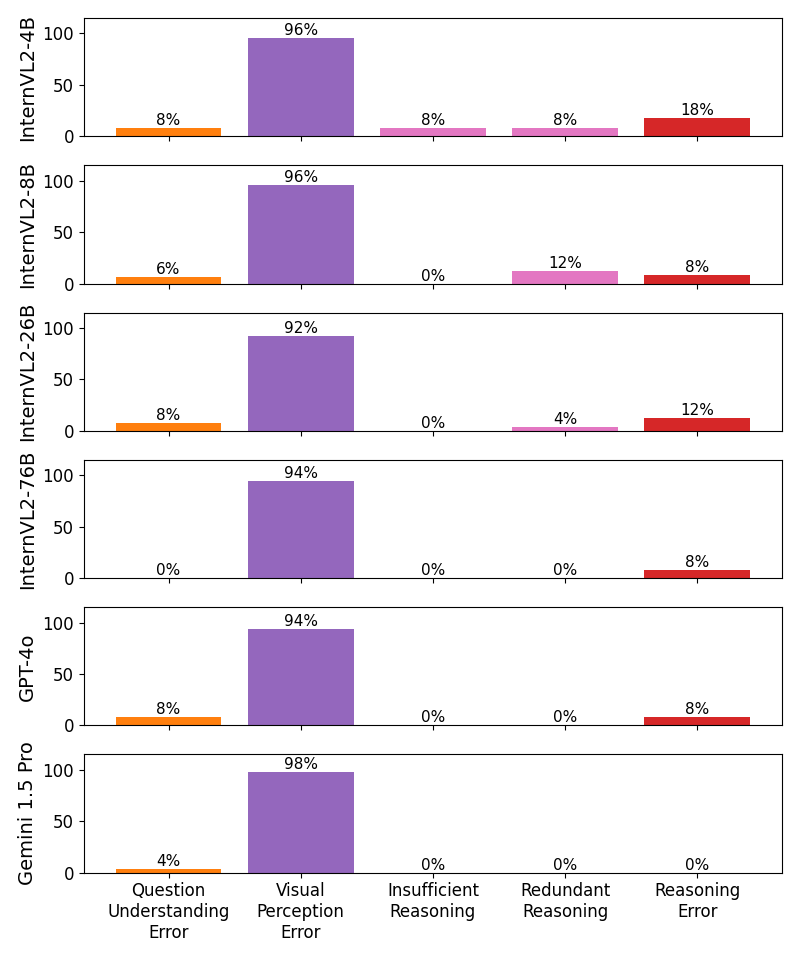 InternVL2-4B
100
50
0
8%
96%
8%
8%
18%
InternVL2-8B
100
50
0
6%
96%
0%
12%
8%
InternVL2-26B
100
50
0
8%
92%
0%
4%
12%
InternVL2-76B
100
50
0
0%
94%
0%
0%
8%
GPT-4o
100
50
0
8%
94%
0%
0%
8%
Gemini 1.5 Pro
100
50
0
4%
98%
0%
0%
0%
Question
Understanding
Error
Visual
Perception
Error
Insufficient
Reasoning
Redundant
Reasoning
Reasoning
Error